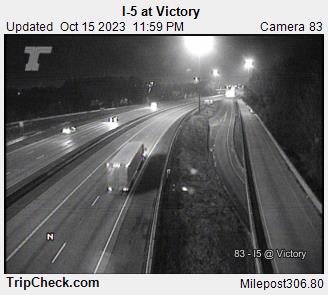 I-5 at Victory
Updated Oct 15 2023 11:59 PM Camera 83
T
N
83 - I5 @ Victory
TripCheck.com Milepost306.80